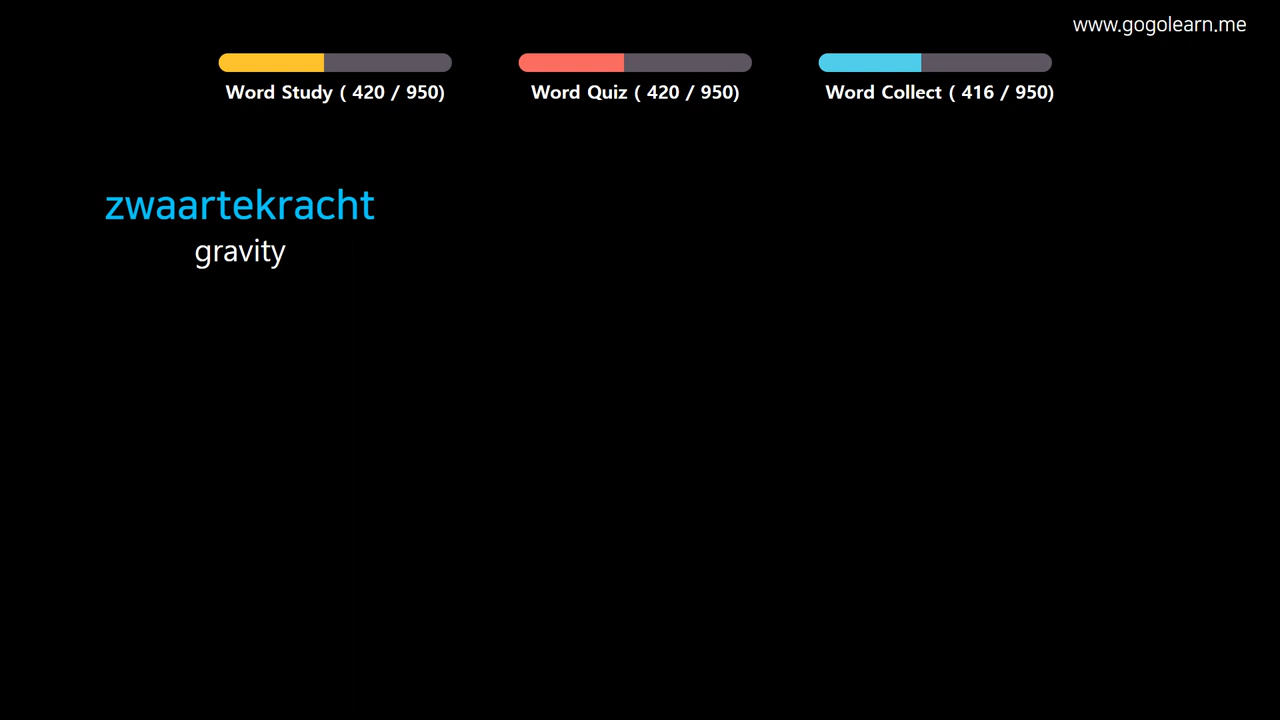 www.gogolearn.me
Word Study ( 420 / 950)
Word Quiz ( 420 / 950)
Word Collect ( 416 / 950)
zwaartekracht
gravity